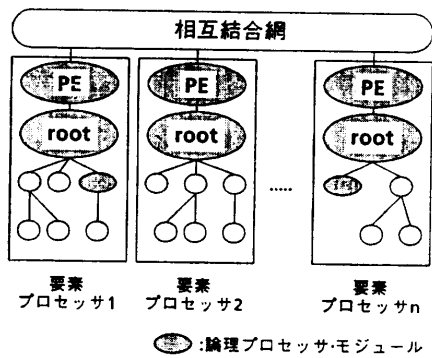 相互結合網
PE
PE
PE
root
root
root
.....
要素
プロセッサ1
要素
プロセッサ2
要素
プロセッサn
:論理プロセッサ・モジュール